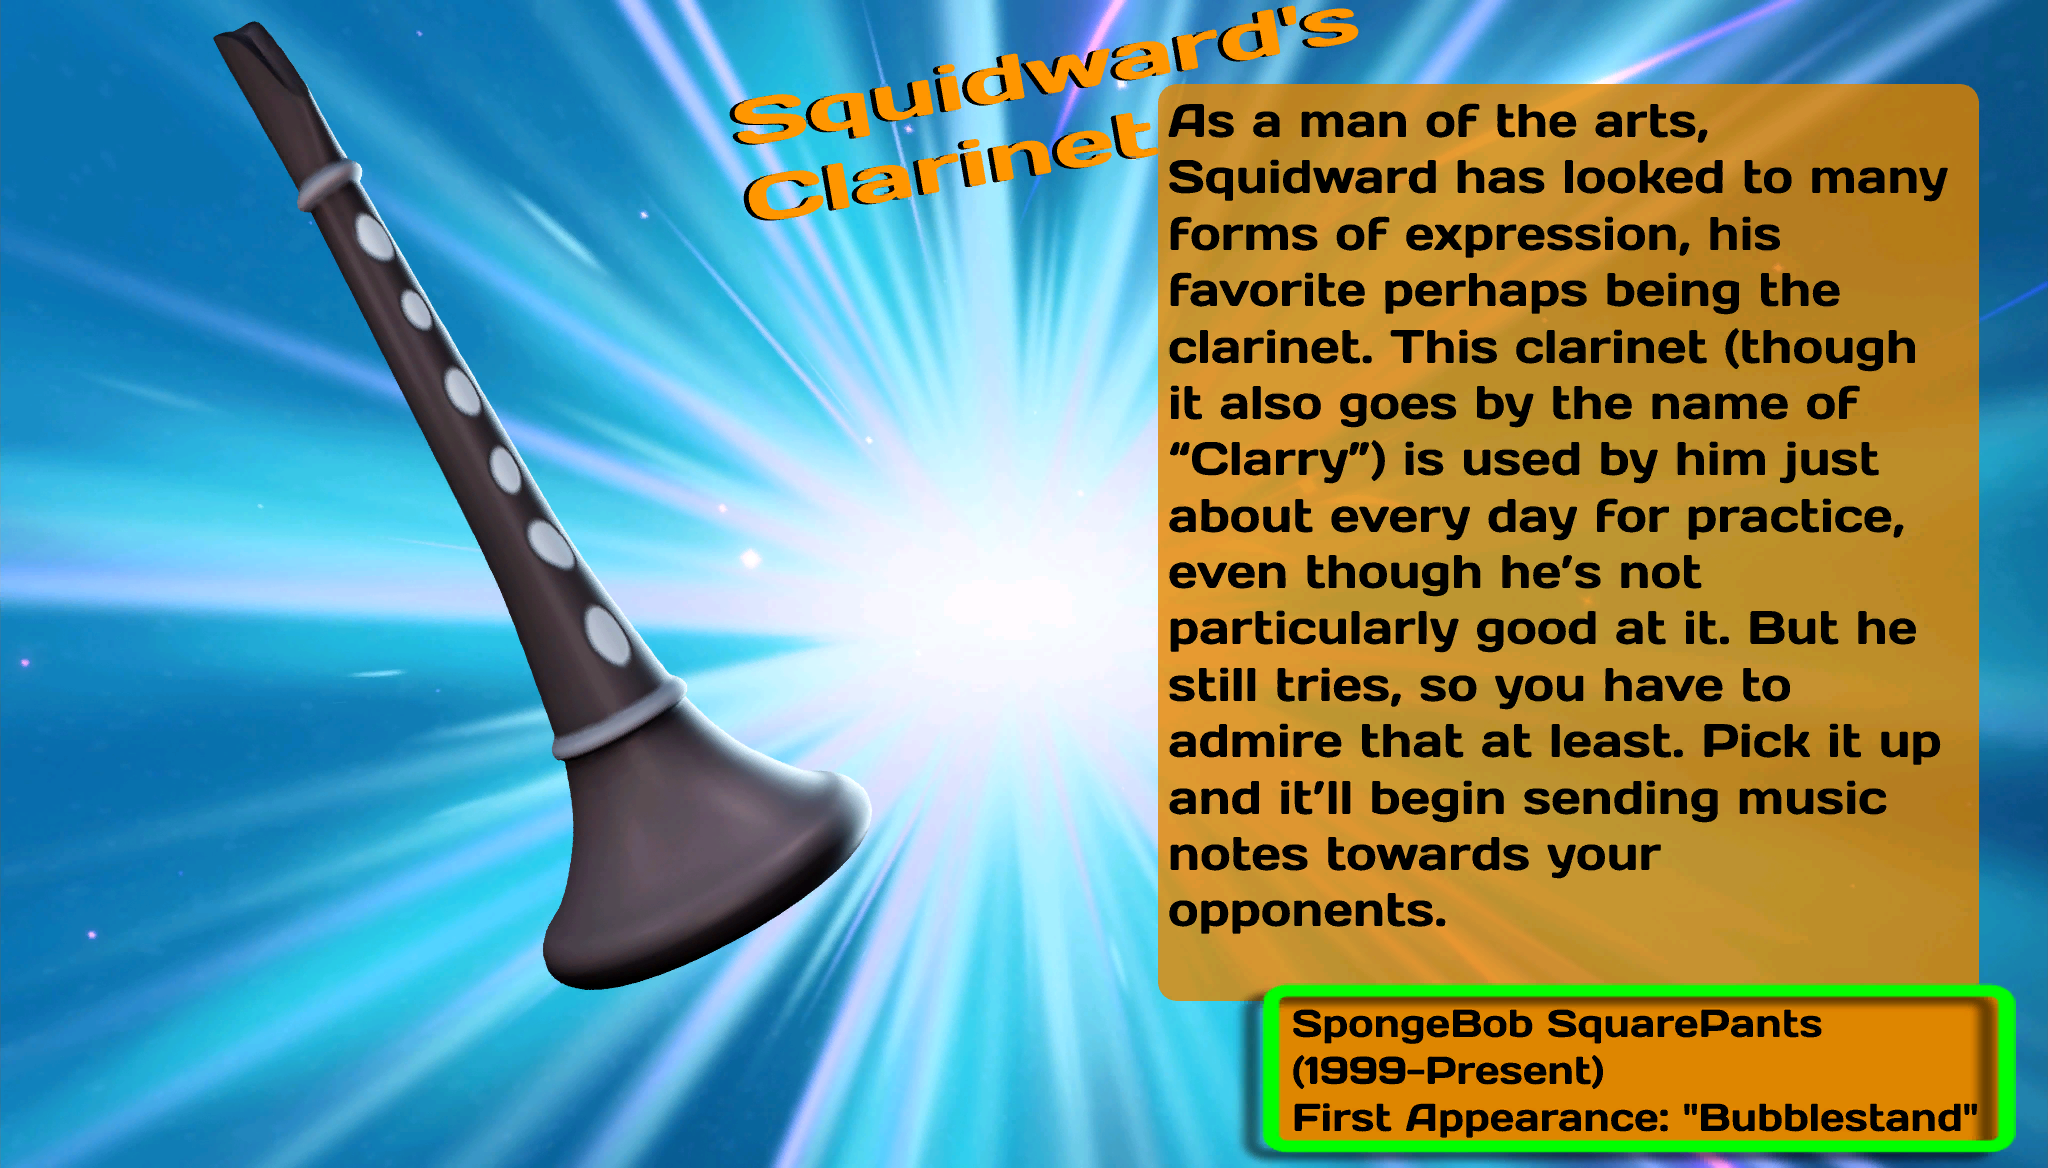 Squidward's
Clarinet
As a man of the arts,
Squidward has looked to many
forms of expression, his
favorite perhaps being the
clarinet. This clarinet (though
it also goes by the name of
“Clarry”) is used by him just
about every day for practice,
even though he’s not
particularly good at it. But he
still tries, so you have to
admire that at least. Pick it up
and it’ll begin sending music
notes towards your
opponents.
SpongeBob SquarePants
(1999-Present)
First Appearance: "Bubblestand"